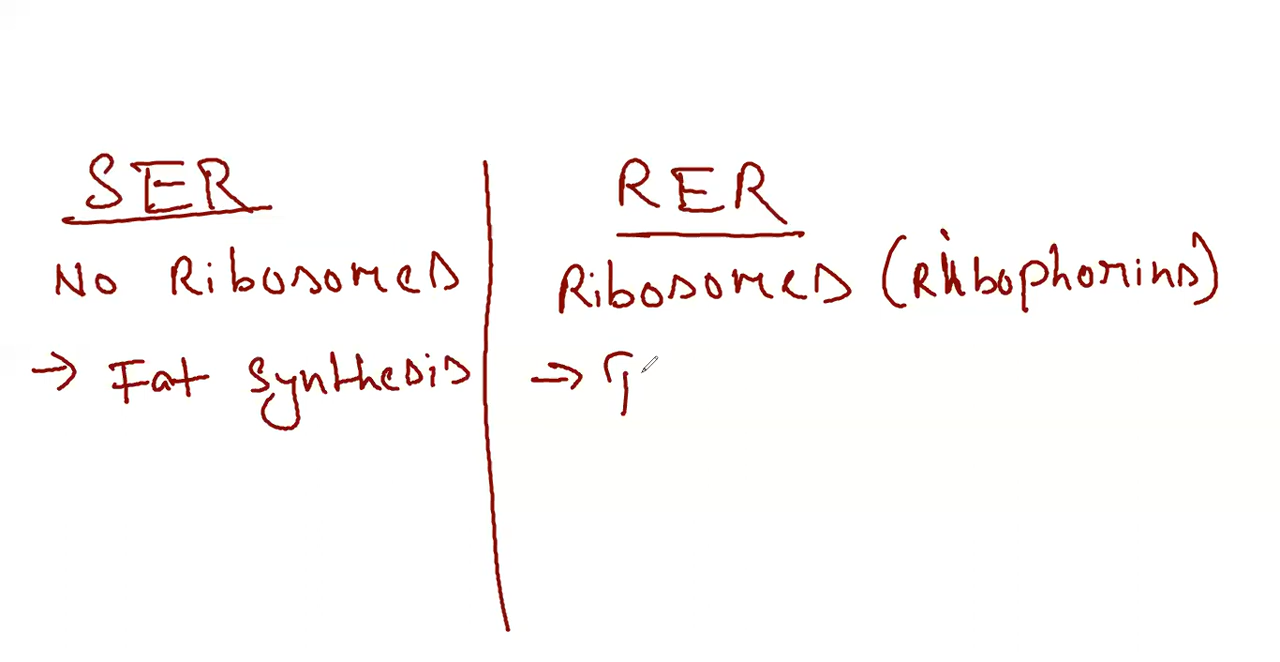 SER
No Ribosomes
→ Fat Synthesis
RER
Ribosomes (Ribophorins)
→